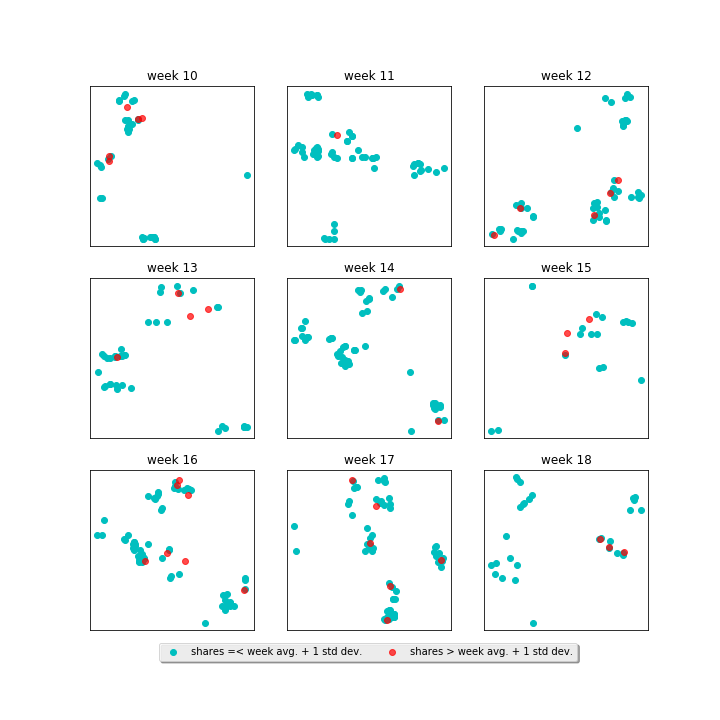 week 10
week 11
week 12
week 13
week 14
week 15
week 16
week 17
week 18
shares =< week avg. + 1 std dev.
shares > week avg. + 1 std dev.